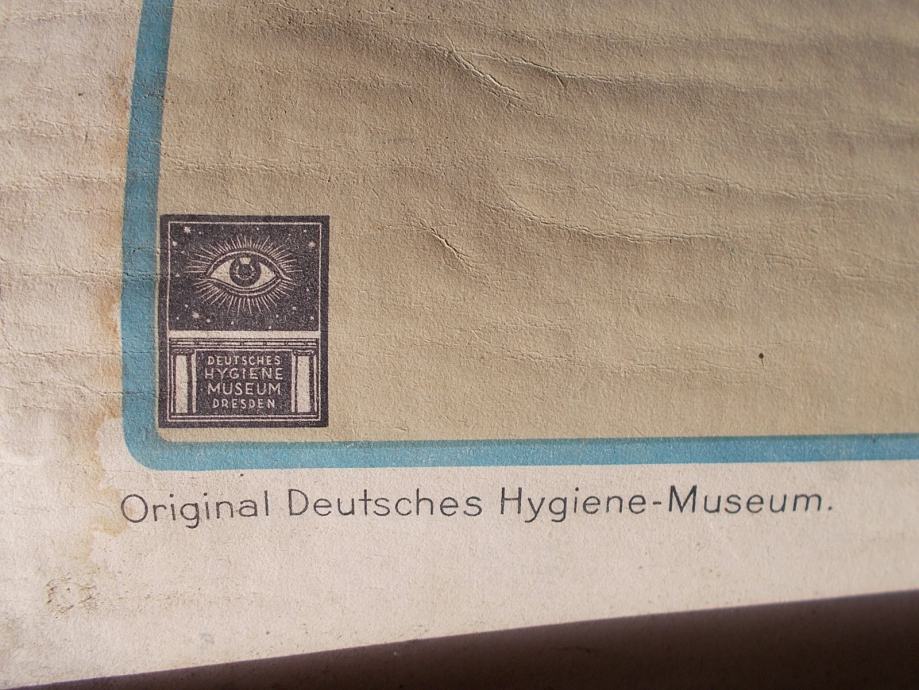 DEUTSCHES
HYGIENE
MUSEUM
DRESDEN
Original Deutsches Hygiene-Museum.